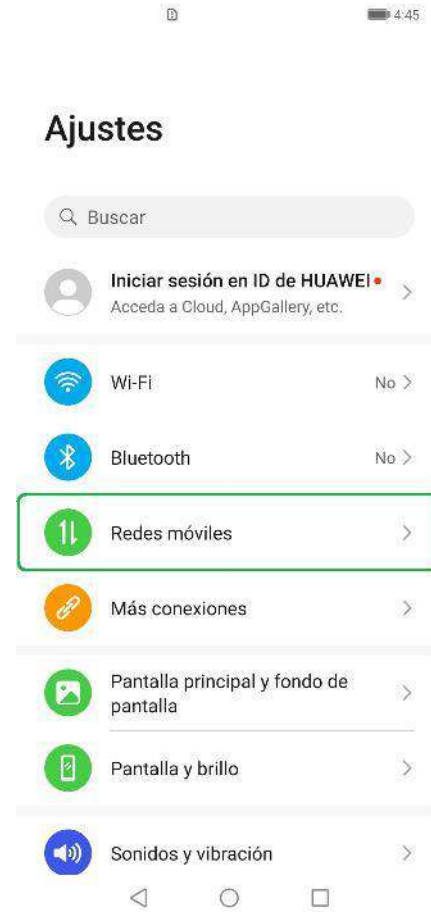 4:45
Ajustes
Buscar
Iniciar sesión en ID de HUAWEI
Acceda a Cloud, AppGallery, etc.
Wi-Fi No
Bluetooth No
Redes móviles
Más conexiones
Pantalla principal y fondo de
pantalla
Pantalla y brillo
Sonidos y vibración